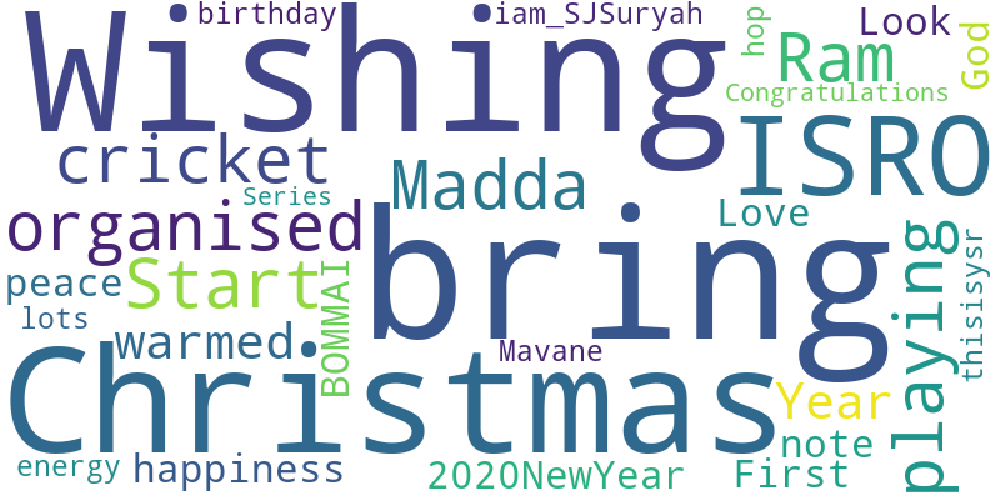 birthday
iam_SJSuryah
Wishing
hop
Look
God
Ram
Congratulations
cricket
ISRO
Madda
Series
organised
Love
bring
playing
thisisysr
peace
Start
BOMMAI
lots
warmed
Mavane
Christmas
Year
note
energy
happiness
2020NewYear
First